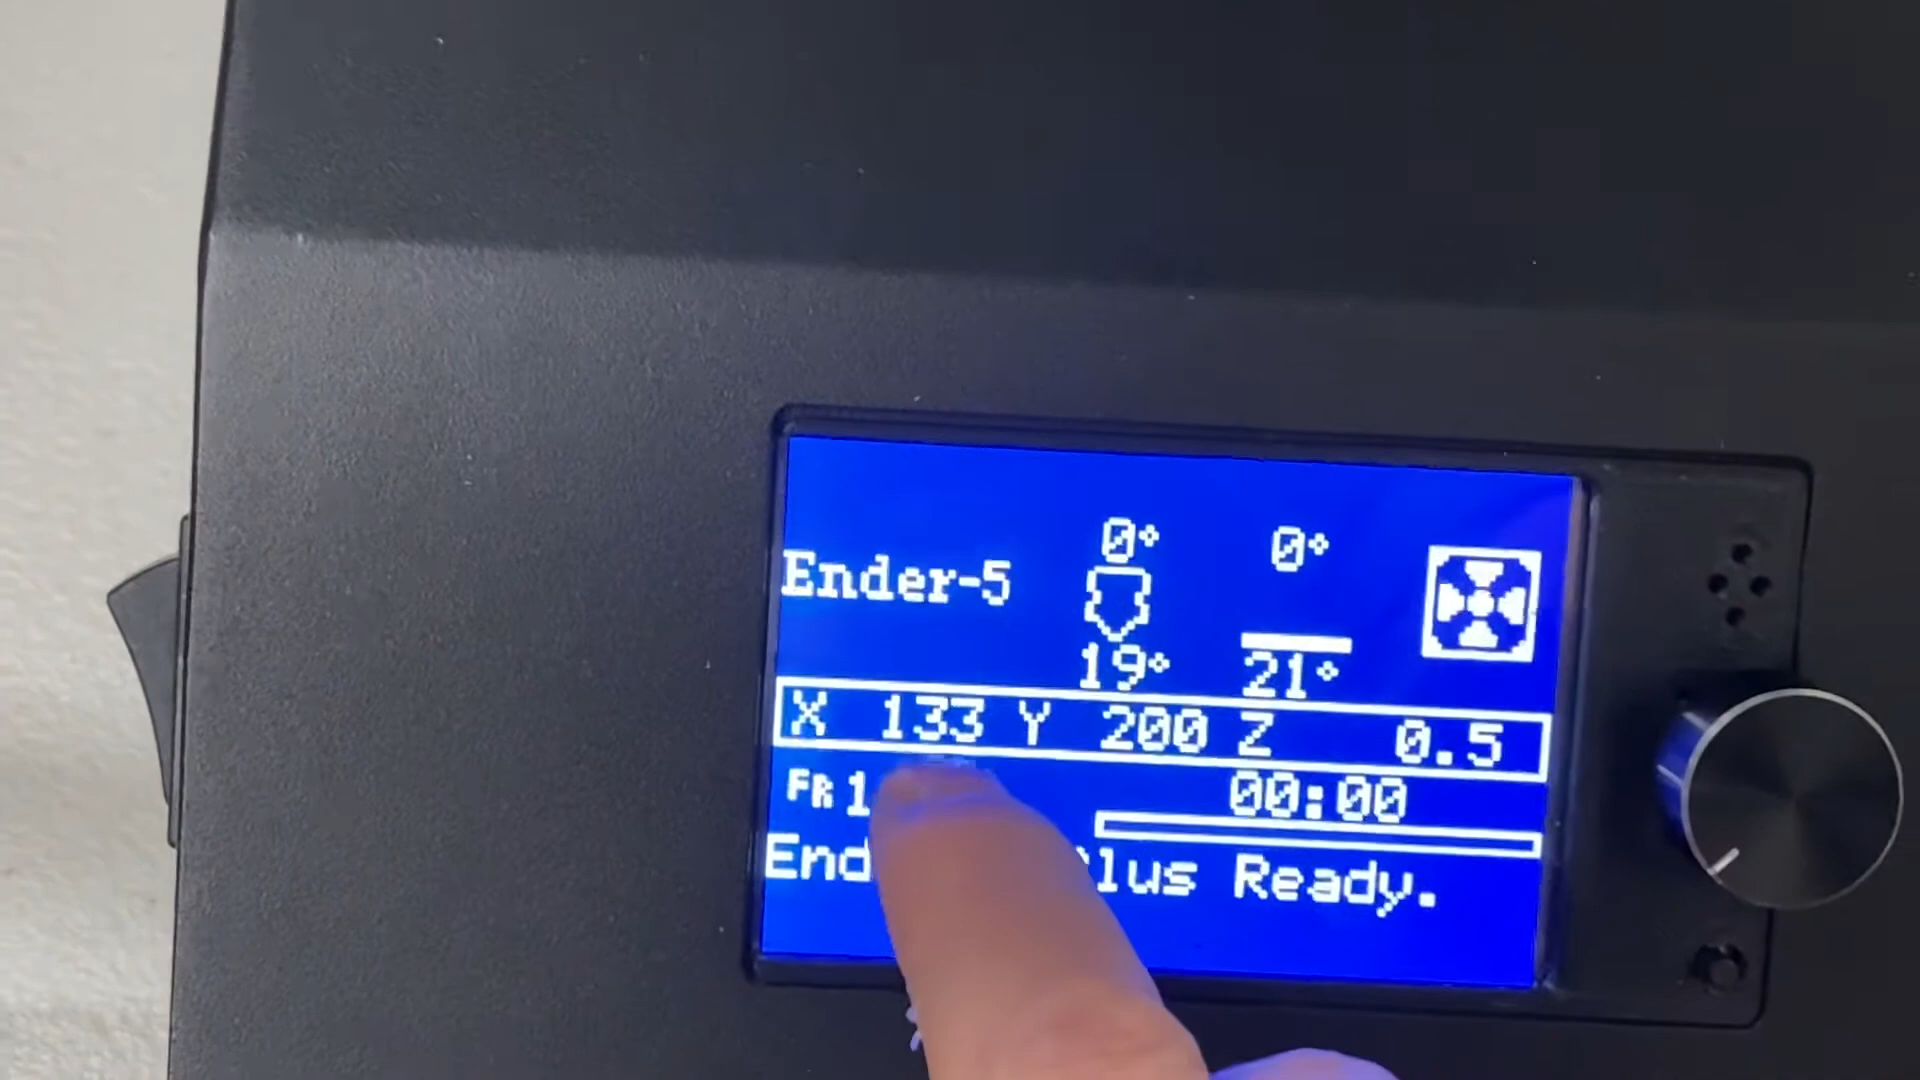 0° 0°
Ender-5
19° 21°
X 133 Y 200 Z 0.5
FR 1 00:00
End lus Ready.